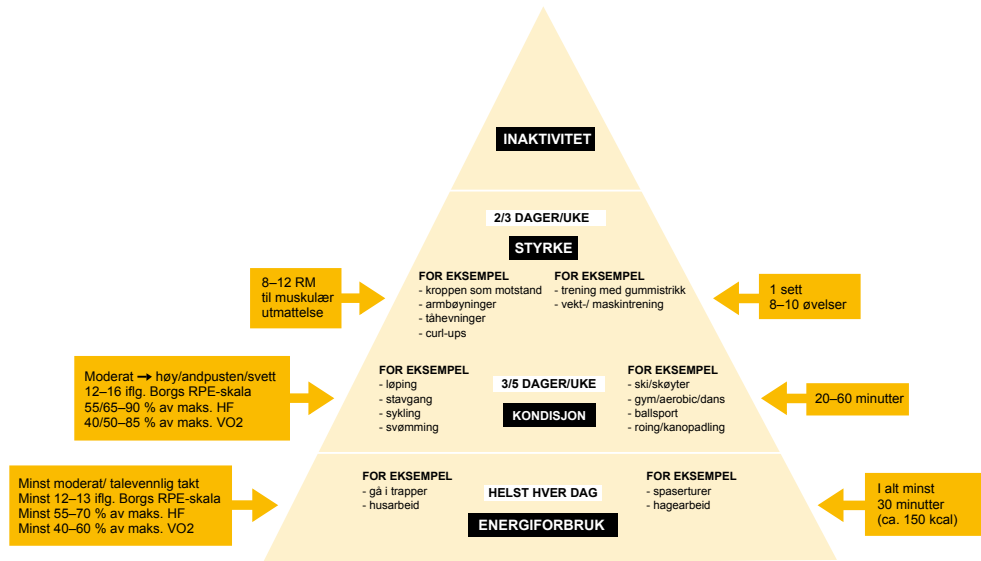 INAKTIVITET
2/3 DAGER/UKE
STYRKE
8–12 RM
til muskulær
utmattelse
FOR EKSEMPEL
- kroppen som motstand
- armbøyninger
- tåhevninger
- curl-ups
FOR EKSEMPEL
- trening med gummistrikk
- vekt-/ maskintrening
1 sett
8–10 øvelser
Moderat → høy/andpusten/svett
12–16 iflg. Borgs RPE-skala
55/65–90 % av maks. HF
40/50–85 % av maks. VO2
FOR EKSEMPEL
- løping
- stavgang
- sykling
- svømming
3/5 DAGER/UKE
KONDISJON
FOR EKSEMPEL
- ski/skøyter
- gym/aerobic/dans
- ballsport
- roing/kanopadling
20–60 minutter
Minst moderat/ talevennlig takt
Minst 12–13 iflg. Borgs RPE-skala
Minst 55–70 % av maks. HF
Minst 40–60 % av maks. VO2
FOR EKSEMPEL
- gå i trapper
- husarbeid
HELST HVER DAG
ENERGIFORBRUK
FOR EKSEMPEL
- spaserturer
- hagearbeid
I alt minst
30 minutter
(ca. 150 kcal)